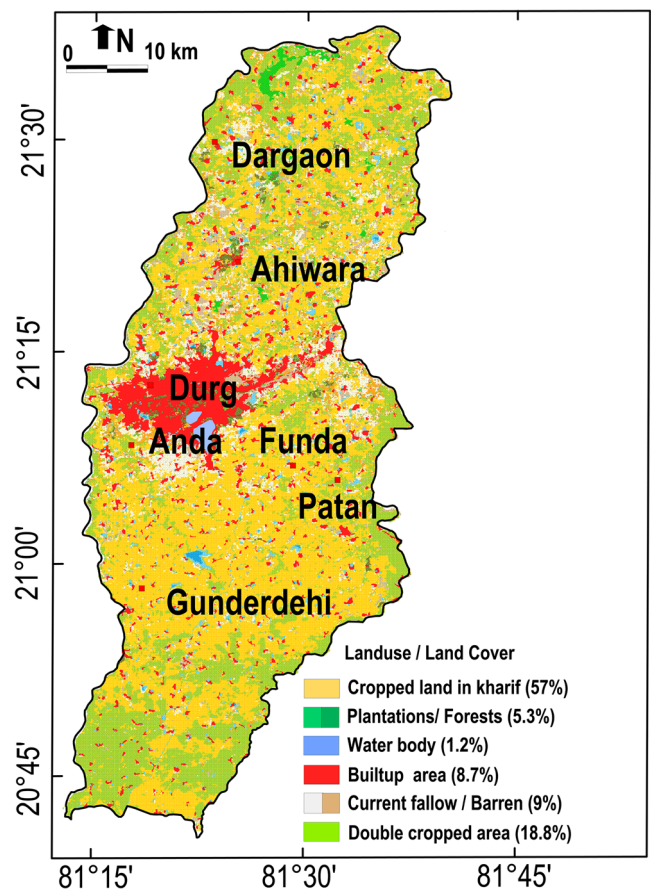 N
0 10 km
21°30'
Dargaon
Ahiwara
21°15'
Durg
Anda Funda
Patan
21°00'
Gunderdehi
Landuse / Land Cover
Cropped land in kharif (57%)
Plantations/ Forests (5.3%)
Water body (1.2%)
20°45'
Builtup area (8.7%)
Current fallow / Barren (9%)
Double cropped area (18.8%)
81°15' 81°30' 81°45'